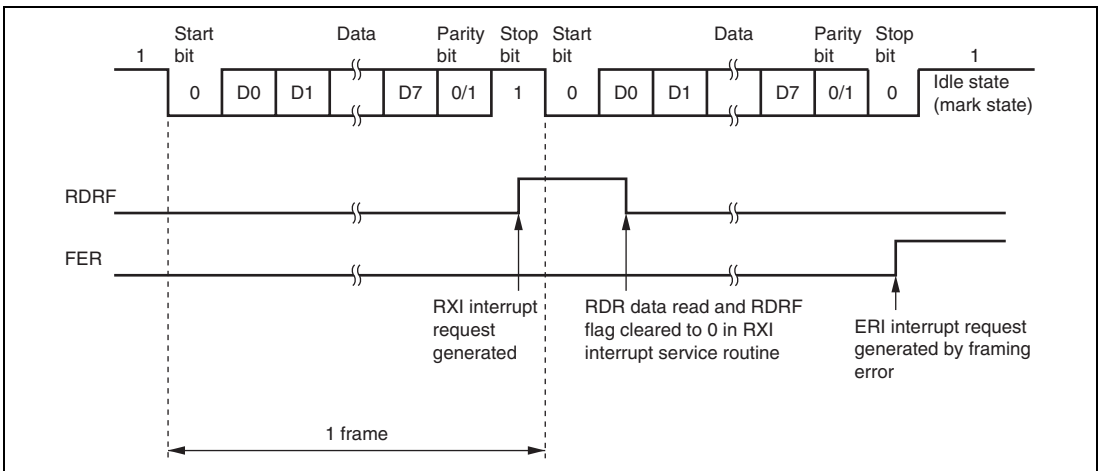 Start bit
Data
Parity bit
Stop bit
Start bit
Data
Parity bit
Stop bit
1
1
0
D0
D1
D7
0/1
1
0
D0
D1
D7
0/1
0
Idle state
(mark state)
RDRF
FER
RXI interrupt
request
generated
RDR data read and RDRF
flag cleared to 0 in RXI
interrupt service routine
ERI interrupt request
generated by framing
error
1 frame